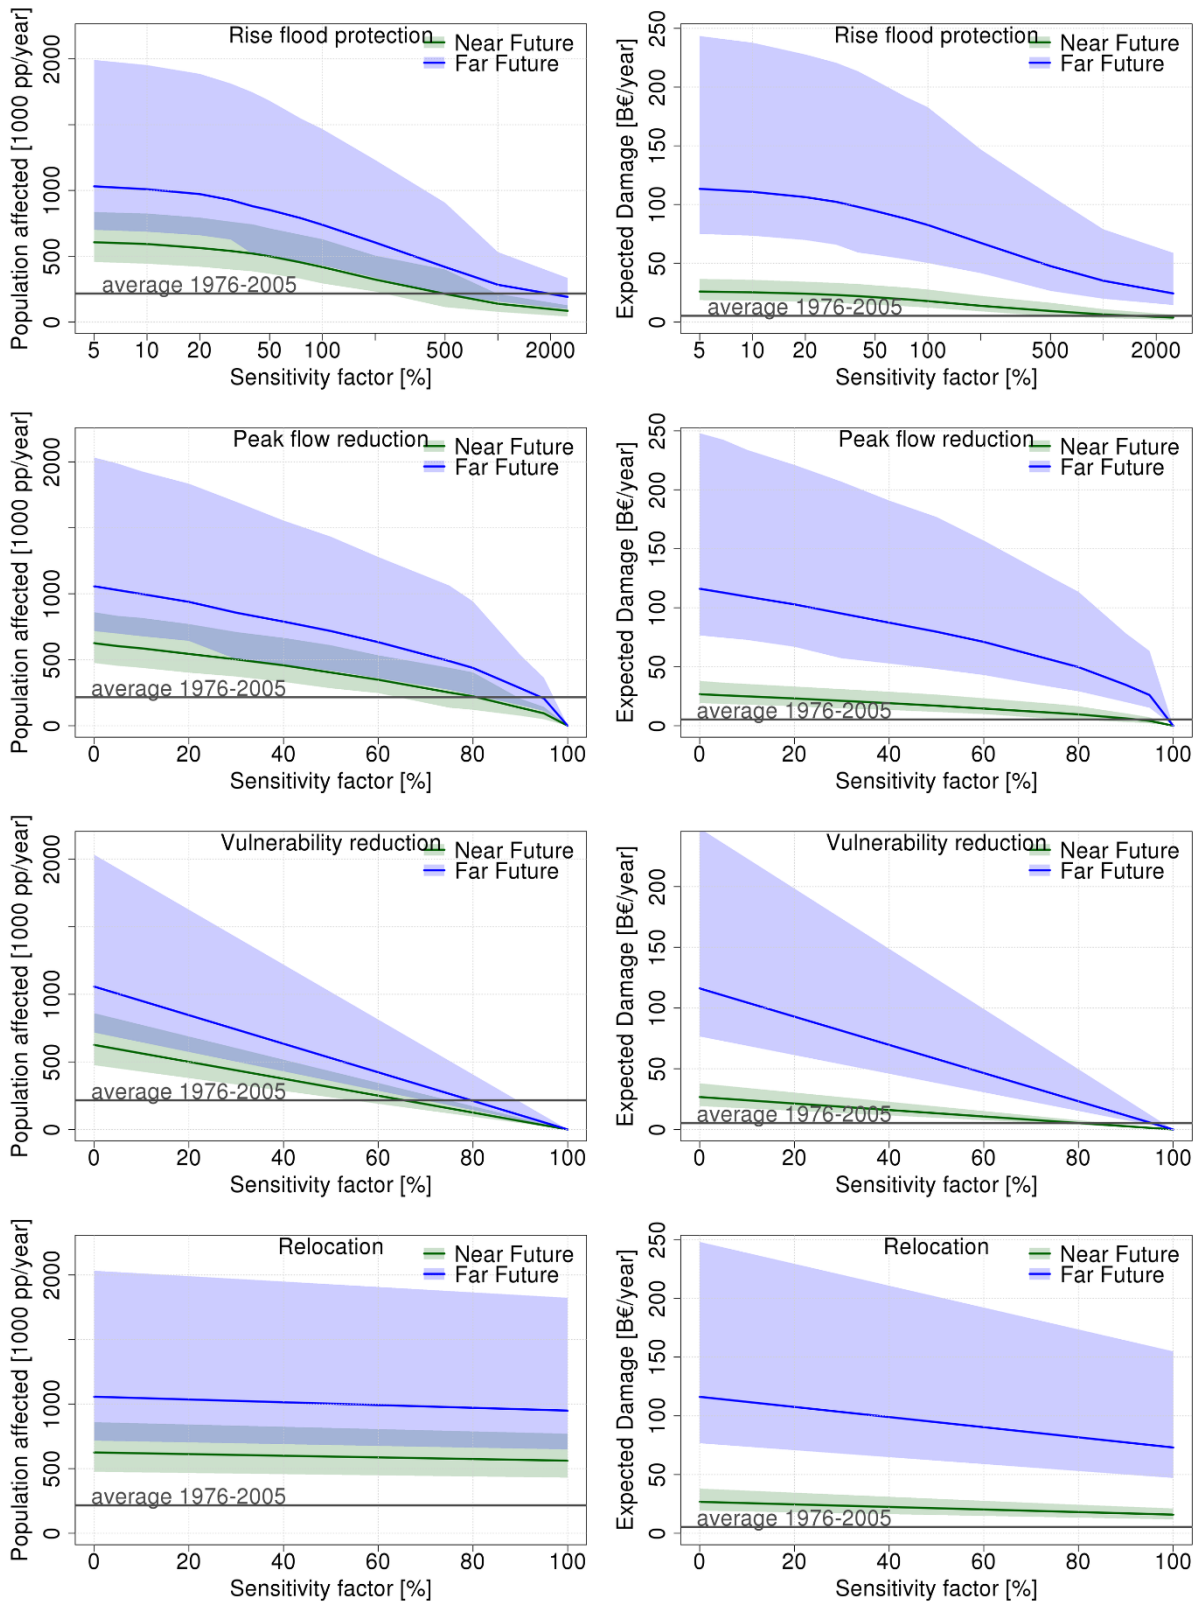 Rise flood protection
Near Future
Far Future
Population affected [1000 pp/year]
0 500 1000 2000
average 1976-2005
5 10 20 50 100 500 2000
Sensitivity factor [%]
Rise flood protection
Near Future
Far Future
Expected Damage [B€/year]
0 50 100 150 200 250
average 1976-2005
5 10 20 50 100 500 2000
Sensitivity factor [%]
Peak flow reduction
Near Future
Far Future
Population affected [1000 pp/year]
0 500 1000 2000
average 1976-2005
0 20 40 60 80 100
Sensitivity factor [%]
Peak flow reduction
Near Future
Far Future
Expected Damage [B€/year]
0 50 100 150 200 250
average 1976-2005
0 20 40 60 80 100
Sensitivity factor [%]
Vulnerability reduction
Near Future
Far Future
Population affected [1000 pp/year]
0 500 1000 2000
average 1976-2005
0 20 40 60 80 100
Sensitivity factor [%]
Vulnerability reduction
Near Future
Far Future
Expected Damage [B€/year]
0 50 100 150 200
average 1976-2005
0 20 40 60 80 100
Sensitivity factor [%]
Relocation
Near Future
Far Future
Population affected [1000 pp/year]
0 500 1000 2000
average 1976-2005
0 20 40 60 80 100
Sensitivity factor [%]
Relocation
Near Future
Far Future
Expected Damage [B€/year]
0 50 100 150 200 250
average 1976-2005
0 20 40 60 80 100
Sensitivity factor [%]